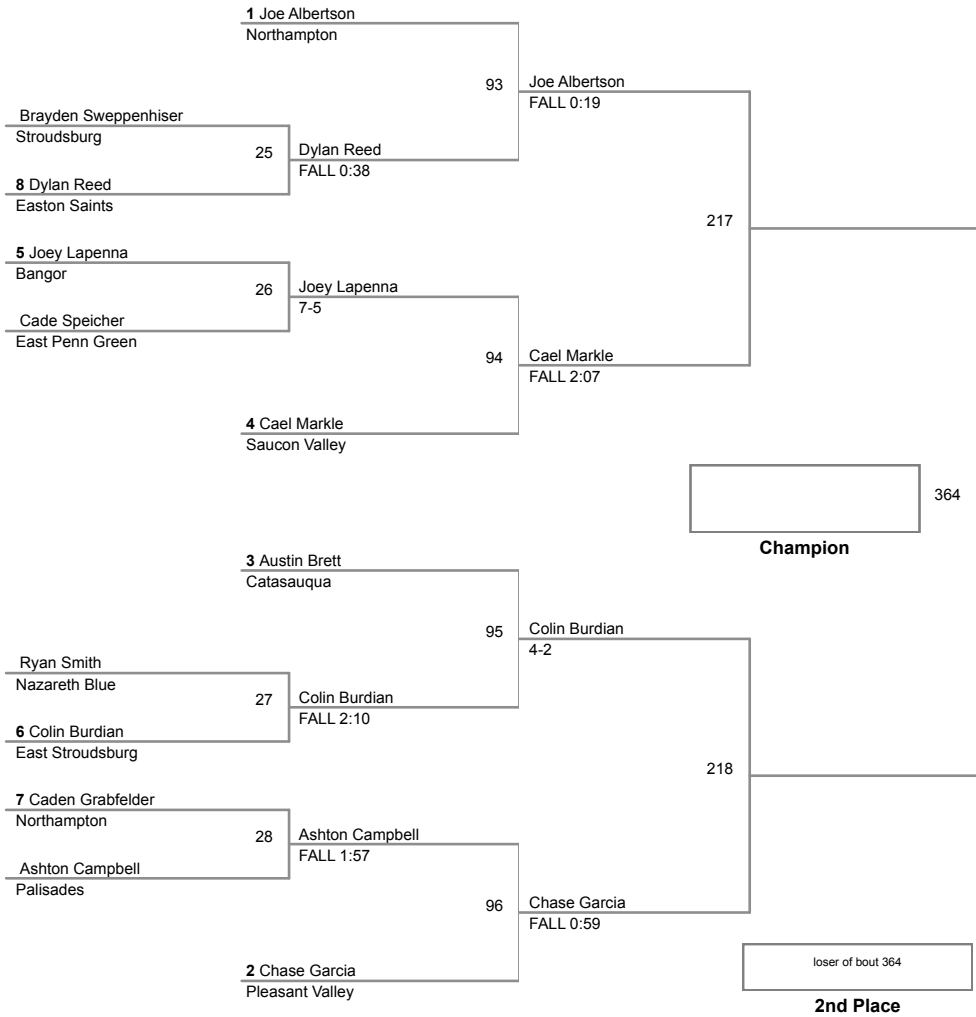 1 Joe Albertson
Northampton
93
Joe Albertson
FALL 0:19
Brayden Sweppenhiser
Stroudsburg
25
Dylan Reed
FALL 0:38
8 Dylan Reed
Easton Saints
217
5 Joey Lapenna
Bangor
26
Joey Lapenna
7-5
Cade Speicher
East Penn Green
94
Cael Markle
FALL 2:07
4 Cael Markle
Saucon Valley
364
Champion
3 Austin Brett
Catasauqua
95
Colin Burdian
4-2
Ryan Smith
Nazareth Blue
27
Colin Burdian
FALL 2:10
6 Colin Burdian
East Stroudsburg
218
7 Caden Grabfelder
Northampton
28
Ashton Campbell
FALL 1:57
Ashton Campbell
Palisades
96
Chase Garcia
FALL 0:59
2 Chase Garcia
Pleasant Valley
loser of bout 364
2nd Place